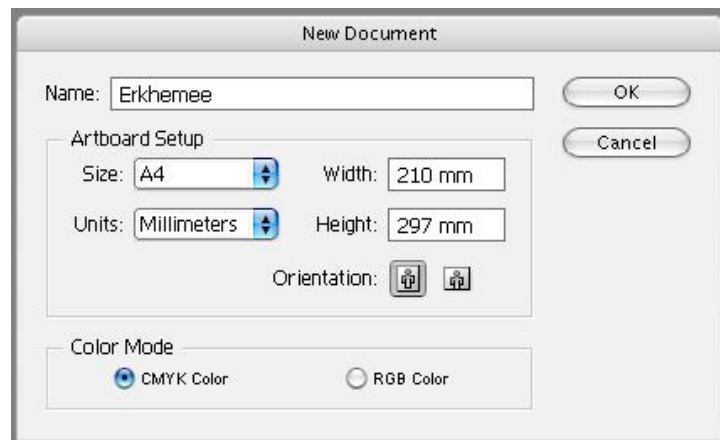 New Document
Name: Erkhemee
OK
Artboard Setup
Cancel
Size: A4 Width: 210 mm
Units: Millimeters Height: 297 mm
Orientation:
Color Mode
CMYK Color RGB Color